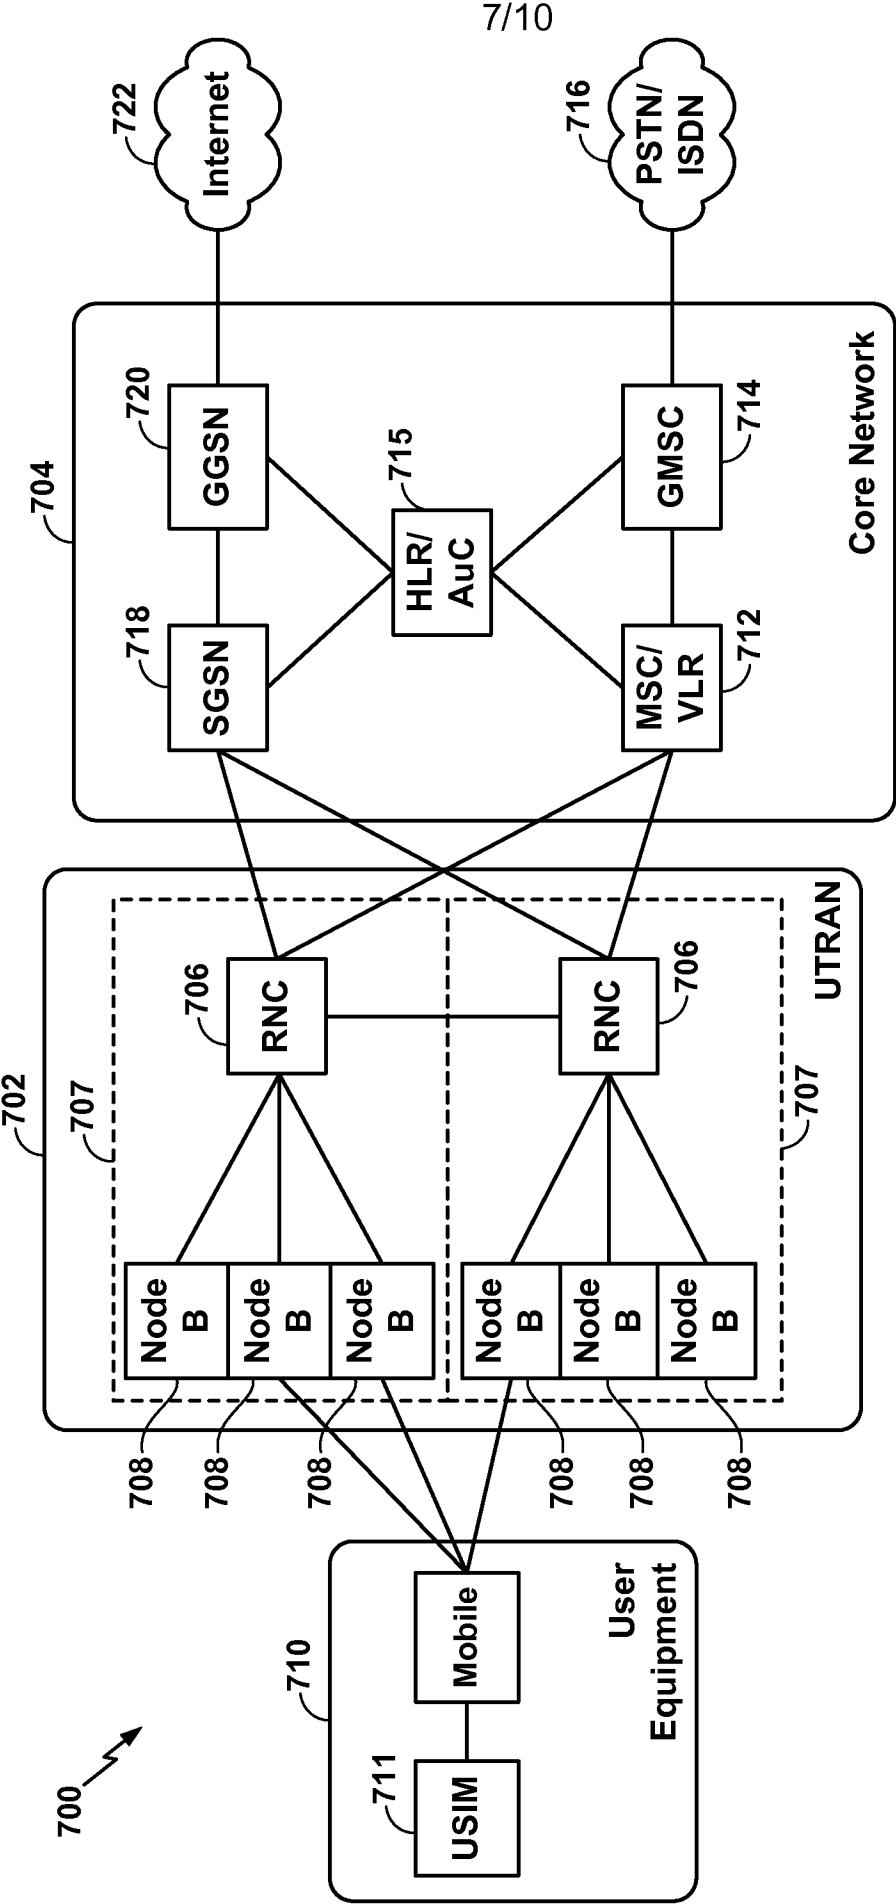 7/10
700
710
User
Equipment
711
USIM
Mobile
702
707
708
Node
B
708
Node
B
708
Node
B
706
RNC
708
Node
B
708
Node
B
708
Node
B
706
RNC
707
UTRAN
704
718
SGSN
720
GGSN
715
HLR/
AuC
MSC/
VLR
712
GMSC
714
Core Network
722
Internet
716
PSTN/
ISDN